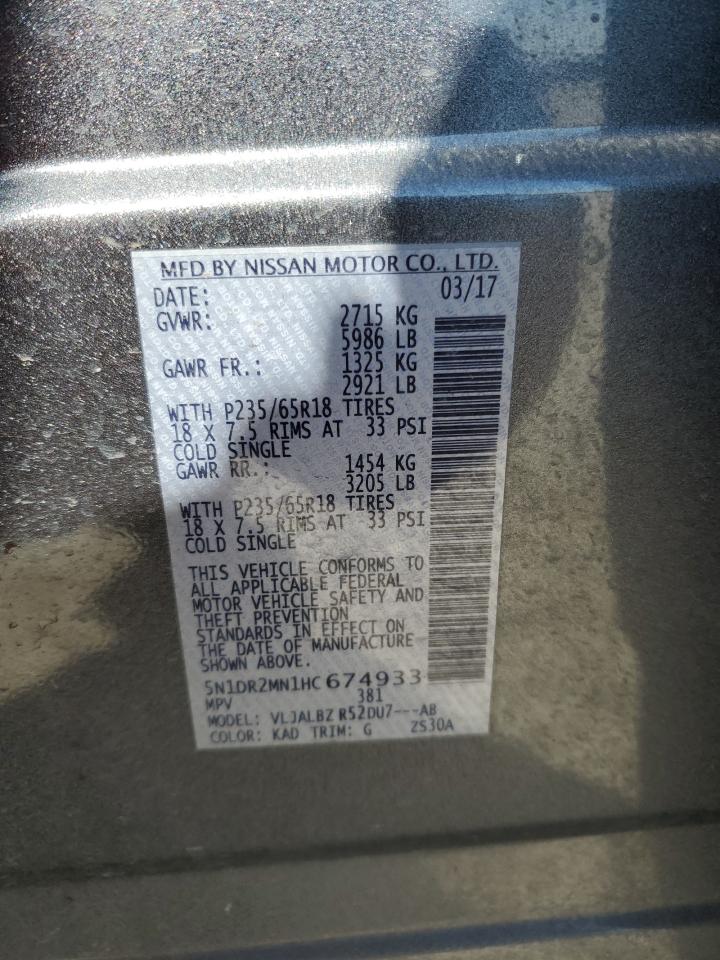 MFD BY NISSAN MOTOR CO., LTD.
DATE: 03/17
GVWR: 2715 KG
5986 LB
GAWR FR.: 1325 KG
2921 LB
WITH P235/65R18 TIRES
18 X 7.5 RIMS AT 33 PSI
COLD SINGLE
GAWR RR.: 1454 KG
3205 LB
WITH P235/65R18 TIRES
18 X 7.5 RIMS AT 33 PSI
COLD SINGLE
THIS VEHICLE CONFORMS TO
ALL APPLICABLE FEDERAL
MOTOR VEHICLE SAFETY AND
THEFT PREVENTION
STANDARDS IN EFFECT ON
THE DATE OF MANUFACTURE
SHOWN ABOVE.
5N1DR2MN1HC674933
MPV 381
MODEL: VLJALBZ R52DU7---AB
COLOR: KAD TRIM: G ZS30A